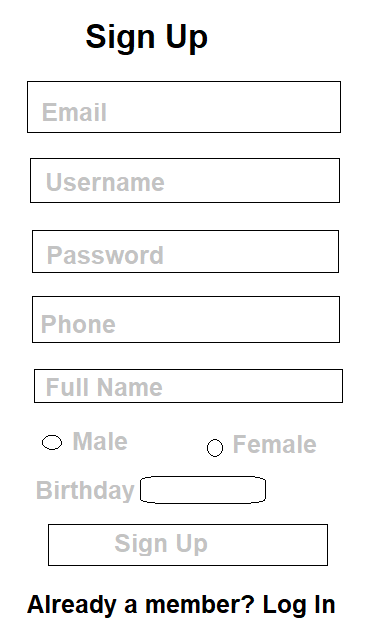 Sign Up
Email
Username
Password
Phone
Full Name
Male Female
Birthday
Sign Up
Already a member? Log In